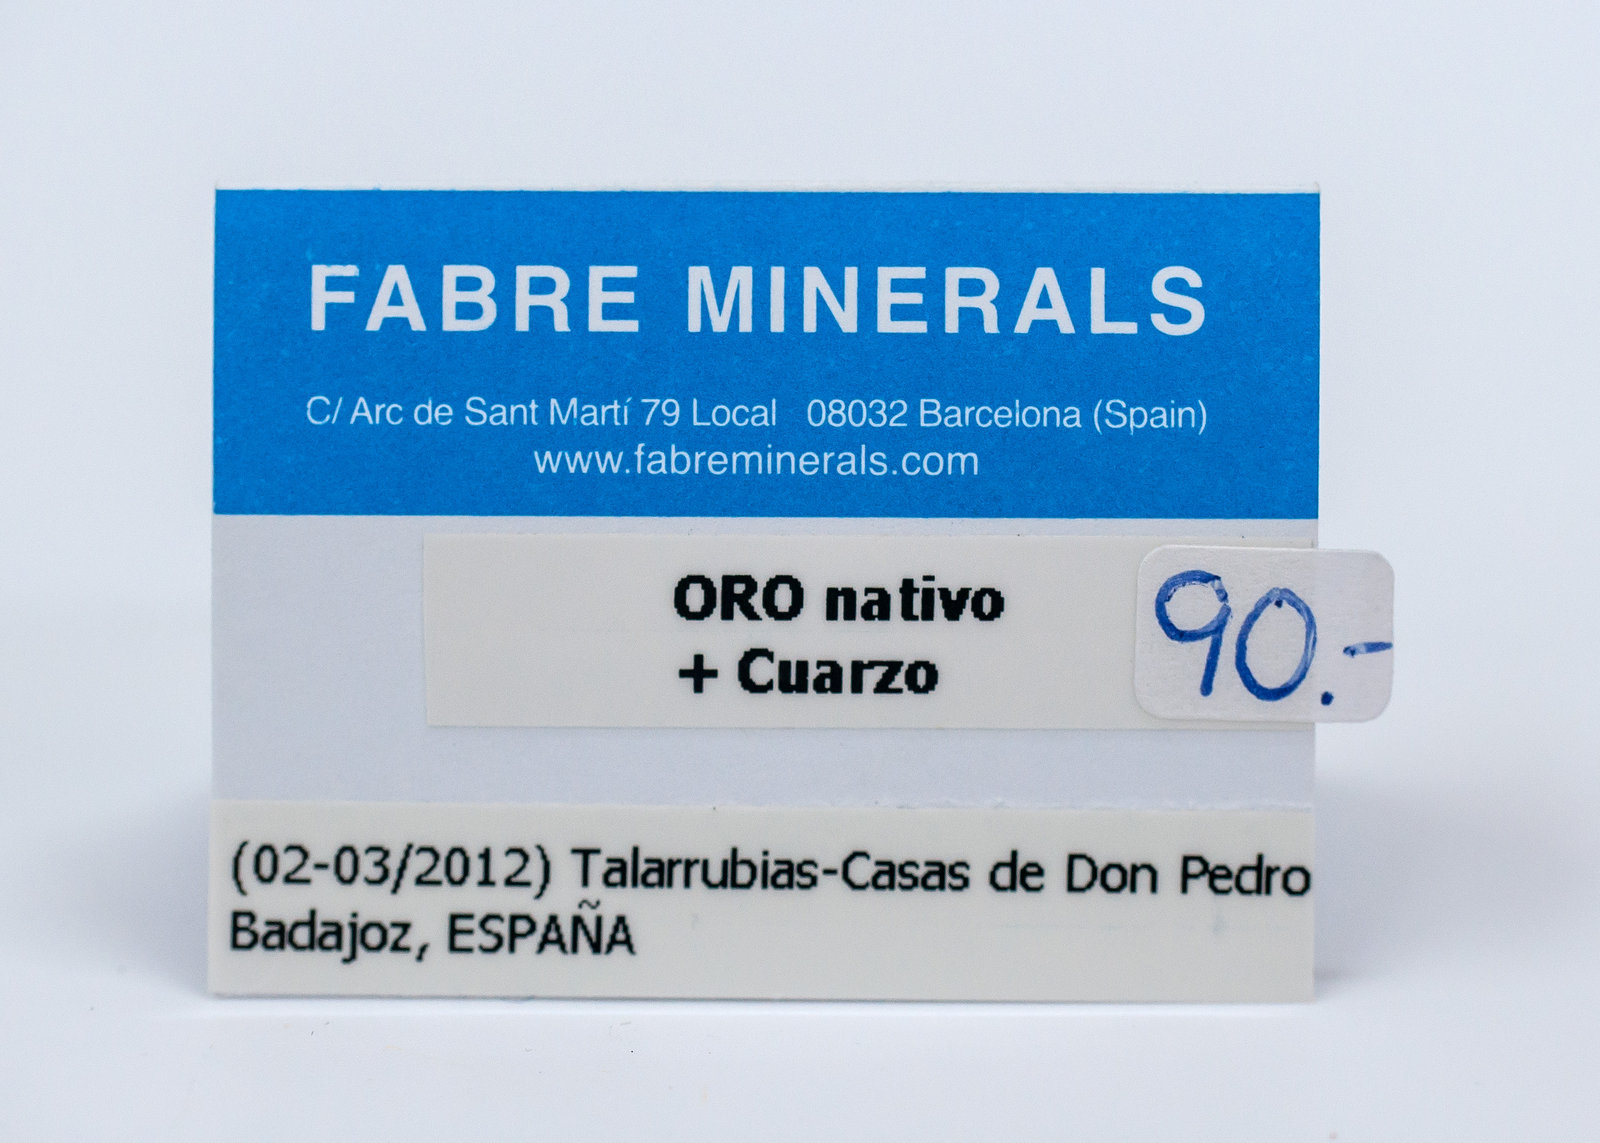 FABRE MINERALS
C/ Arc de Sant Martí 79 Local 08032 Barcelona (Spain)
www.fabreminerals.com
ORO nativo
+ Cuarzo
90.-
(02-03/2012) Talarrubias-Casas de Don Pedro
Badajoz, ESPAÑA